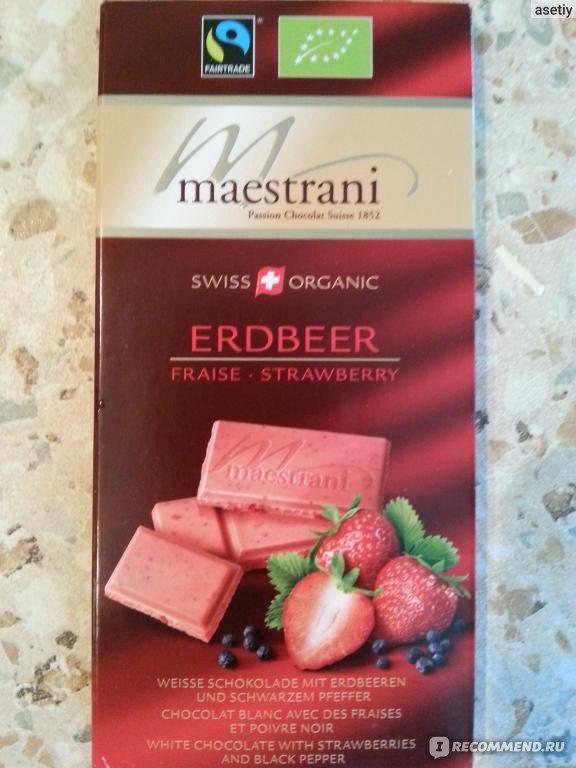 asetiy
FAIRTRADE
maestrani
Passion Chocolat Suisse 1852
SWISS ORGANIC
ERDBEER
FRAISE · STRAWBERRY
maestrani
WEISSE SCHOKOLADE MIT ERDBEEREN
UND SCHWARZEM PFEFFER
CHOCOLAT BLANC AVEC DES FRAISES
ET POIVRE NOIR
WHITE CHOCOLATE WITH STRAWBERRIES
AND BLACK PEPPER
IRECOMMEND.RU